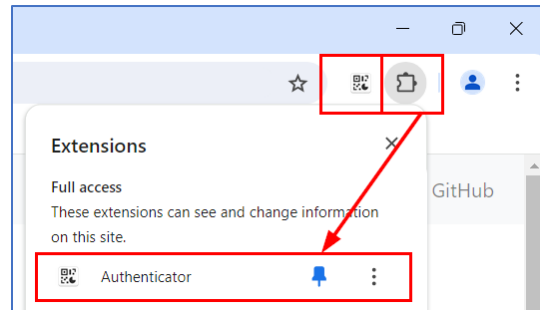 Extensions
Full access
These extensions can see and change information
on this site.
GitHub
Authenticator